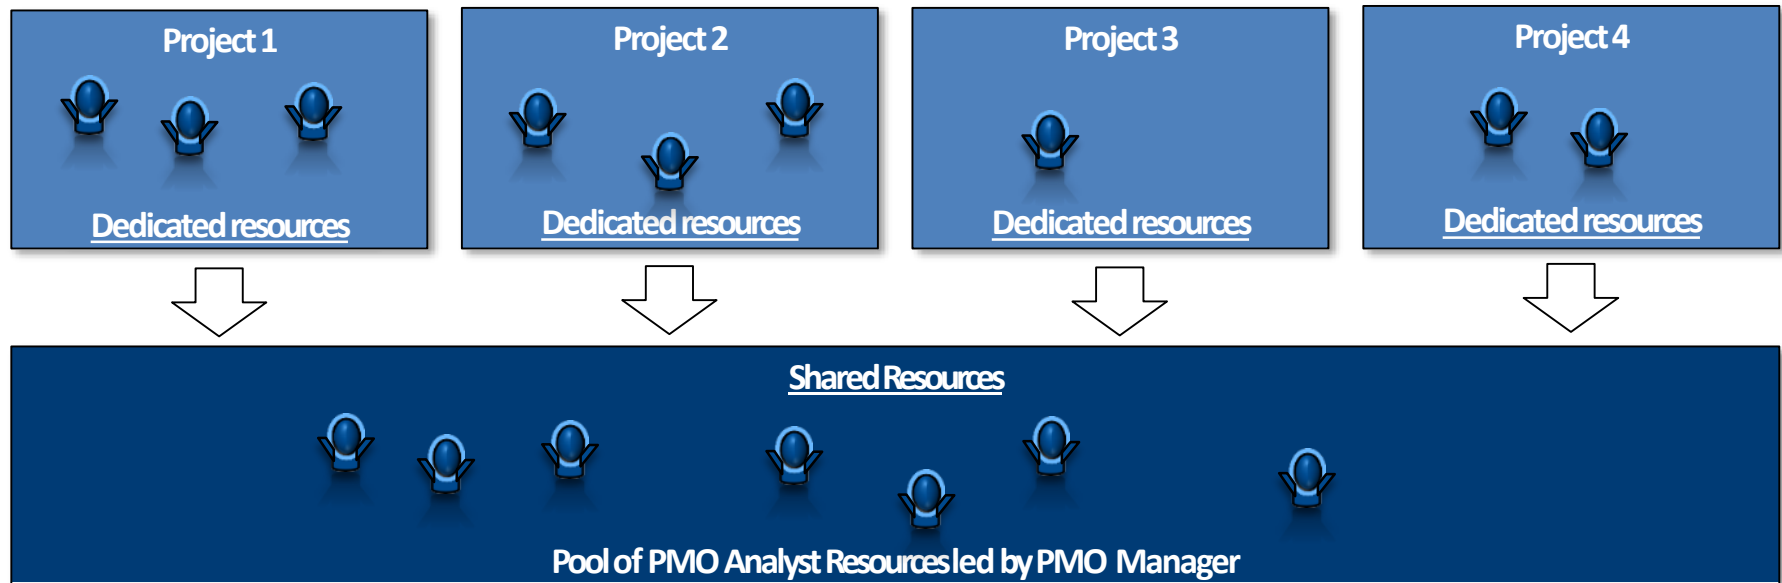 Project 1
Project 2
Project 3
Project 4
Dedicated resources
Dedicated resources
Dedicated resources
Dedicated resources
Shared Resources
Pool of PMO Analyst Resources led by PMO Manager